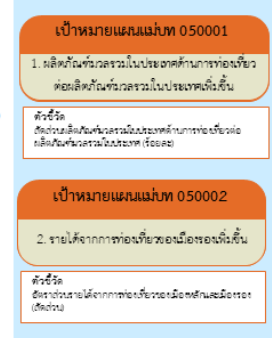 เป้าหมายแผนแม่บท 050001
1. ผลิตภัณฑ์มวลรวมในประเทศด้านการท่องเที่ยว
ต่อผลิตภัณฑ์มวลรวมในประเทศเพิ่มขึ้น
ตัวชี้วัด
สัดส่วนผลิตภัณฑ์มวลรวมในประเทศด้านการท่องเที่ยวต่อ
ผลิตภัณฑ์มวลรวมในประเทศ (ร้อยละ)
เป้าหมายแผนแม่บท 050002
2. รายได้จากการท่องเที่ยวของเมืองรองเพิ่มขึ้น
ตัวชี้วัด
อัตราส่วนรายได้จากการท่องเที่ยวของเมืองหลักและเมืองรอง
(สัดส่วน)